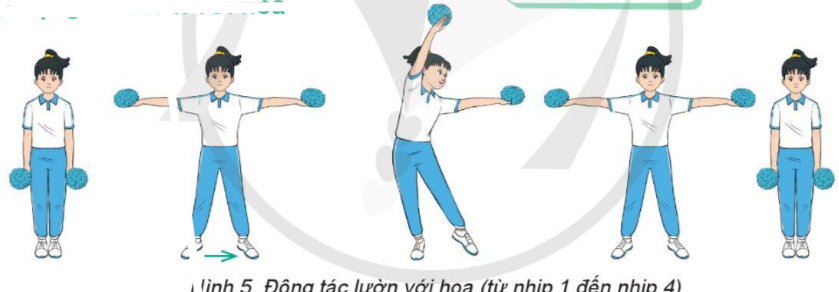 Hình 5. Động tác lườn với hoa (từ nhịp 1 đến nhịp 4)